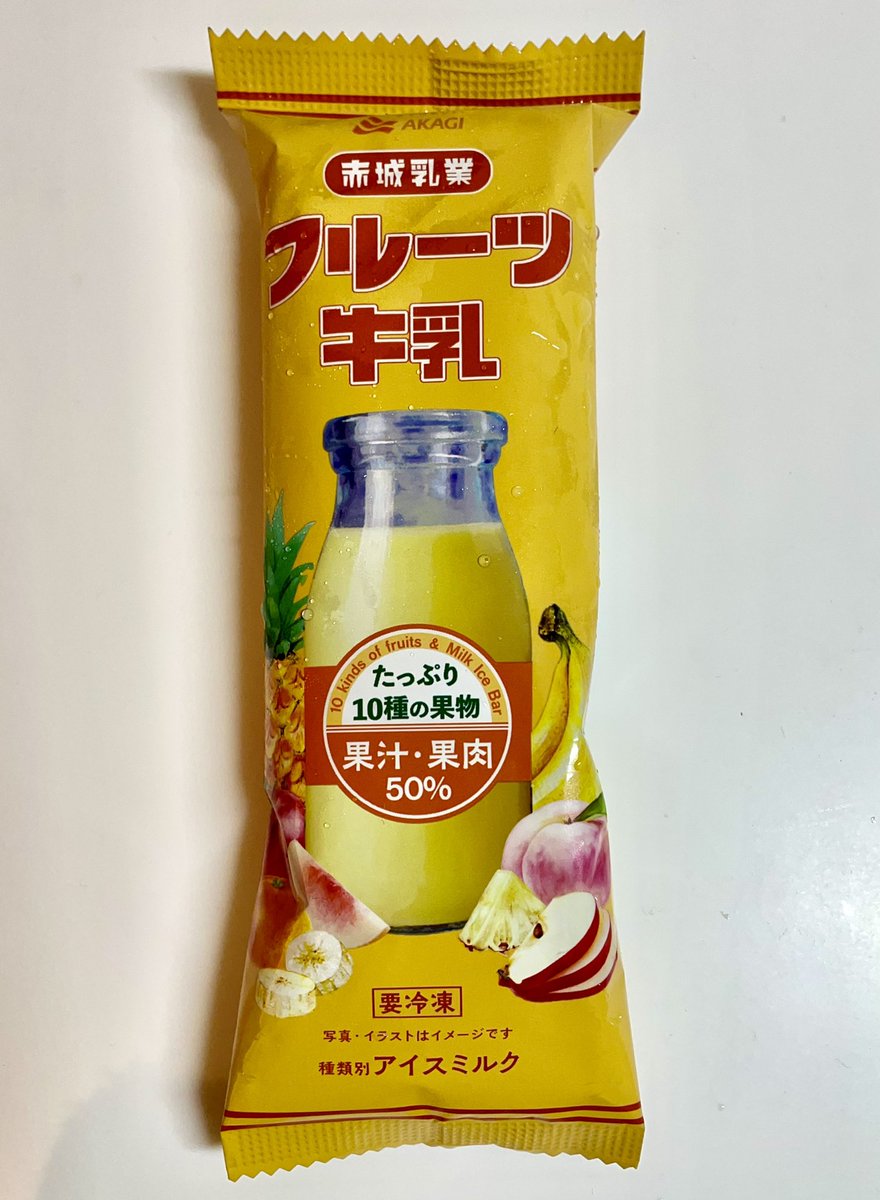 AKAGI
赤城乳業
フルーツ
牛乳
10 kinds of fruits & Milk Ice Bar
たっぷり
10種の果物
果汁・果肉
50%
要冷凍
写真・イラストはイメージです
種類別アイスミルク